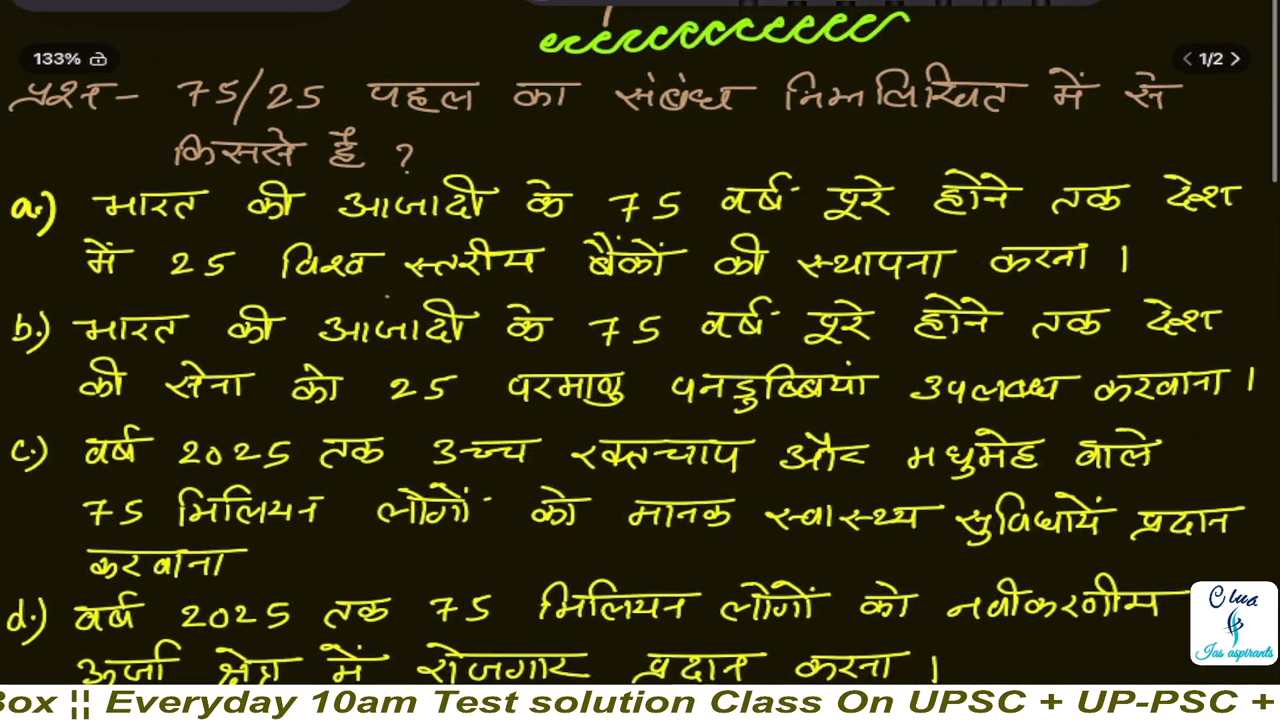 133%
1/2
प्रश्न- 75/25 पहल का संबंध निम्नलिखित में से
किससे है ?
a.) भारत की आजादी के 75 वर्ष पूरे होने तक देश
में 25 विश्व स्तरीय बैंकों की स्थापना करना ।
b.) भारत की आजादी के 75 वर्ष पूरे होने तक देश
की सेना को 25 परमाणु पनडुब्बियां उपलब्ध करवाना ।
c.) वर्ष 2025 तक उच्च रक्तचाप और मधुमेह वाले
75 मिलियन लोगों को मानक स्वास्थ्य सुविधायें प्रदान
करवाना
d.) वर्ष 2025 तक 75 मिलियन लोगों को नवीकरणीय
ऊर्जा क्षेत्र में रोजगार प्रदान करना ।
Clue
Ias aspirants
Box ¦¦ Everyday 10am Test solution Class On UPSC + UP-PSC +